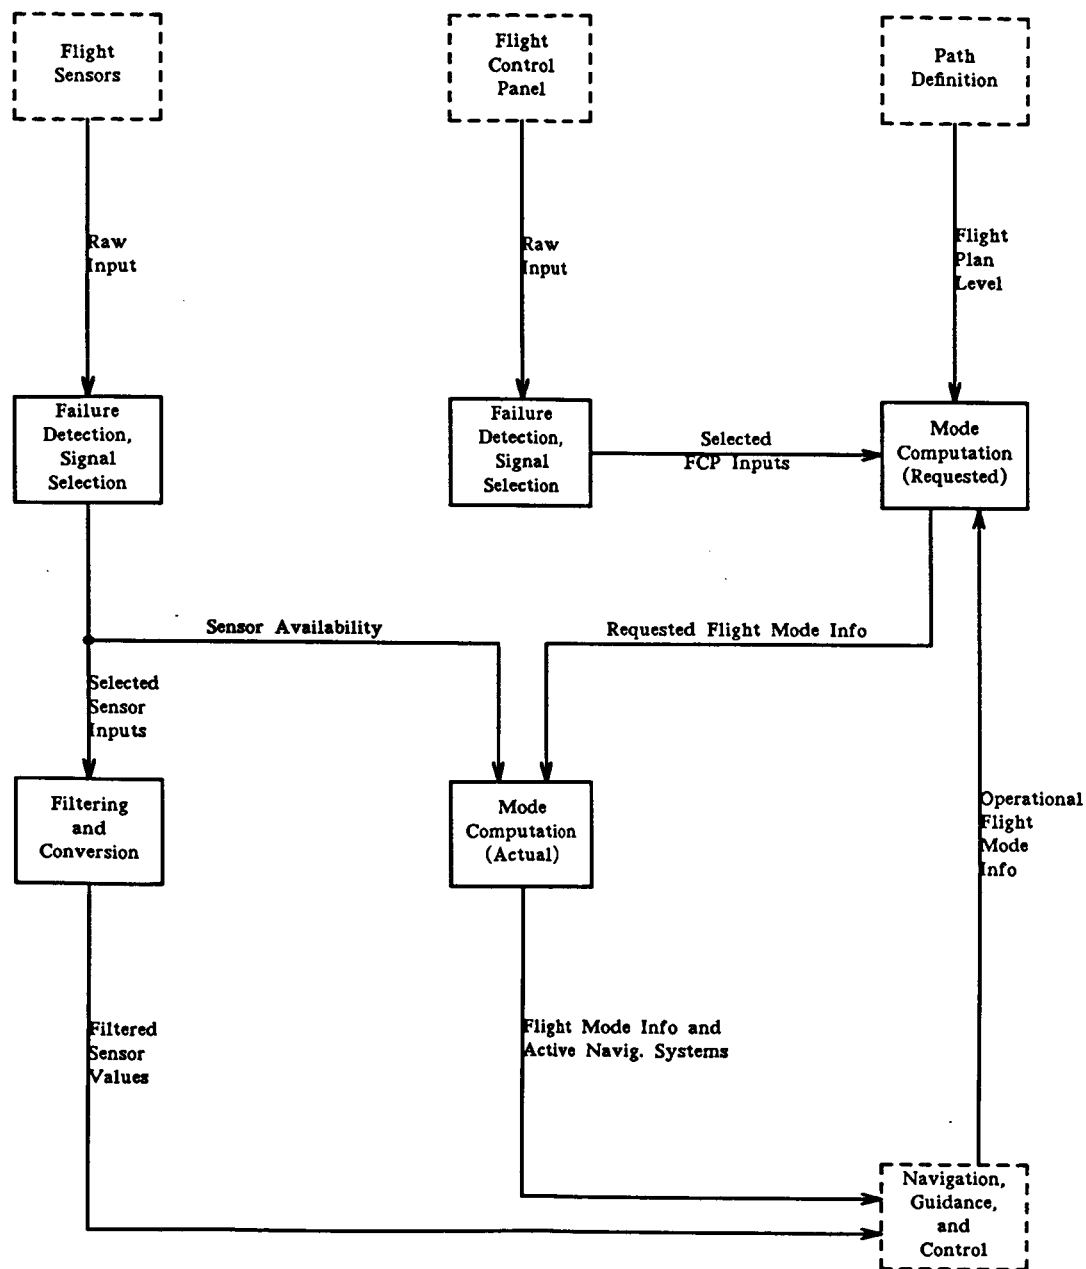 Flight
Sensors
Flight
Control
Panel
Path
Definition
Raw
Input
Raw
Input
Flight
Plan
Level
Failure
Detection,
Signal
Selection
Failure
Detection,
Signal
Selection
Selected
FCP Inputs
Mode
Computation
(Requested)
Sensor Availability
Requested Flight Mode Info
Selected
Sensor
Inputs
Filtering
and
Conversion
Mode
Computation
(Actual)
Operational
Flight
Mode
Info
Filtered
Sensor
Values
Flight Mode Info and
Active Navig. Systems
Navigation,
Guidance,
and
Control